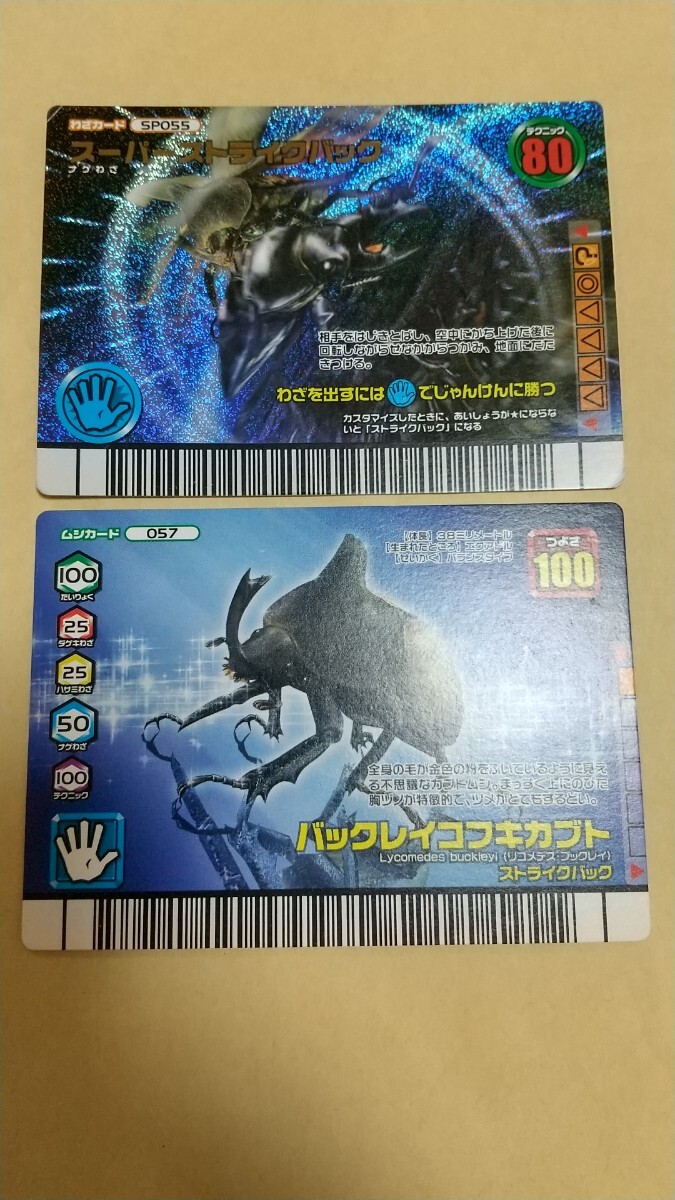 わざカード SP055
スーパーストライクバック
ナゲわざ
テクニック
80
?
相手をはじきとばし、空中にかち上げた後に
回転しながらせなかからつかみ、地面にたた
きつける。
わざを出すには でじゃんけんに勝つ
カスタマイズしたときに、あいしょうが★にならな
いと「ストライクバック」になる
ムシカード 057
【体長】 38ミリメートル
【生まれたところ】 エクアドル
【せいかく】 バランスタイプ
つよさ
100
100
たいりょく
25
ダゲキわざ
25
ハサミわざ
50
ナゲわざ
100
テクニック
全身の毛が金色の粉をふいているように見え
る不思議なカブトムシ。まっすぐ上にのびた
胸ツノが特徴的で、ツメがとてもするどい。
バックレイコフキカブト
Lycomedes buckleyi (リコメデス・ブックレイ)
ストライクバック